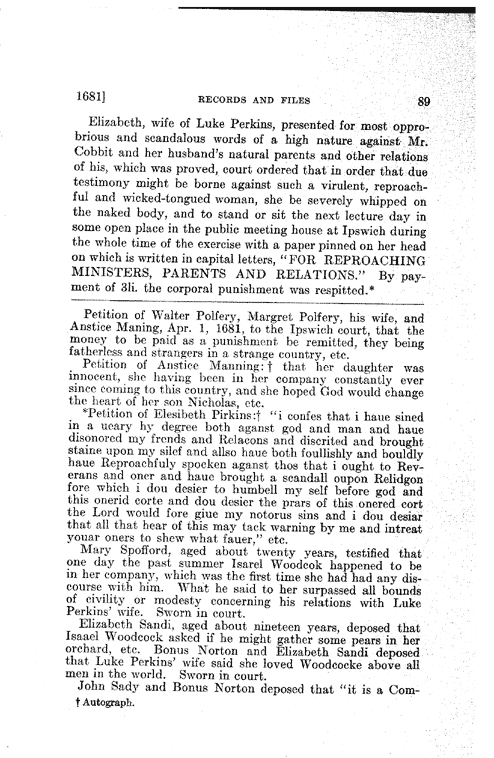 1681]
RECORDS AND FILES
89
Elizabeth, wife of Luke Perkins, presented for most oppro-
brious and scandalous words of a high nature against Mr.
Cobbit and her husband's natural parents and other relations
of his, which was proved, court ordered that in order that due
testimony might be borne against such a virulent, reproach-
ful and wicked-tongued woman, she be severely whipped on
the naked body, and to stand or sit the next lecture day in
some open place in the public meeting house at Ipswich during
the whole time of the exercise with a paper pinned on her head
on which is written in capital letters, "FOR REPROACHING
MINISTERS, PARENTS AND RELATIONS." By pay-
ment of 3li. the corporal punishment was respitted.*
Petition of Walter Polfery, Margret Polfery, his wife, and
Anstice Maning, Apr. 1, 1681, to the Ipswich court, that the
money to be paid as a punishment be remitted, they being
fatherless and strangers in a strange country, etc.
Petition of Anstice Manning:† that her daughter was
innocent, she having been in her company constantly ever
since coming to this country, and she hoped God would change
the heart of her son Nicholas, etc.
*Petition of Elesibeth Pirkins:† "i confes that i haue sined
in a ueary hy degree both aganst god and man and haue
disonored my frends and Relacons and discrited and brought
staine upon my silef and allso haue both foullishly and bouldly
haue Reproachfuly spocken aganst thos that i ought to Rev-
erans and oner and haue brought a scandall oupon Relidgon
fore which i dou desier to humbell my self before god and
this onerid corte and dou desier the prars of this onered cort
the Lord would fore giue my notorus sins and i dou desiar
that all that hear of this may tack warning by me and intreat
youar oners to shew what fauer," etc.
Mary Spofford, aged about twenty years, testified that
one day the past summer Isarel Woodcok happened to be
in her company, which was the first time she had had any dis-
course with him. What he said to her surpassed all bounds
of civility or modesty concerning his relations with Luke
Perkins' wife. Sworn in court.
Elizabeth Sandi, aged about nineteen years, deposed that
Isaael Woodcock asked if he might gather some pears in her
orchard, etc. Bonus Norton and Elizabeth Sandi deposed
that Luke Perkins' wife said she loved Woodcocke above all
men in the world. Sworn in court.
John Sady and Bonus Norton deposed that "it is a Com-
† Autograph.